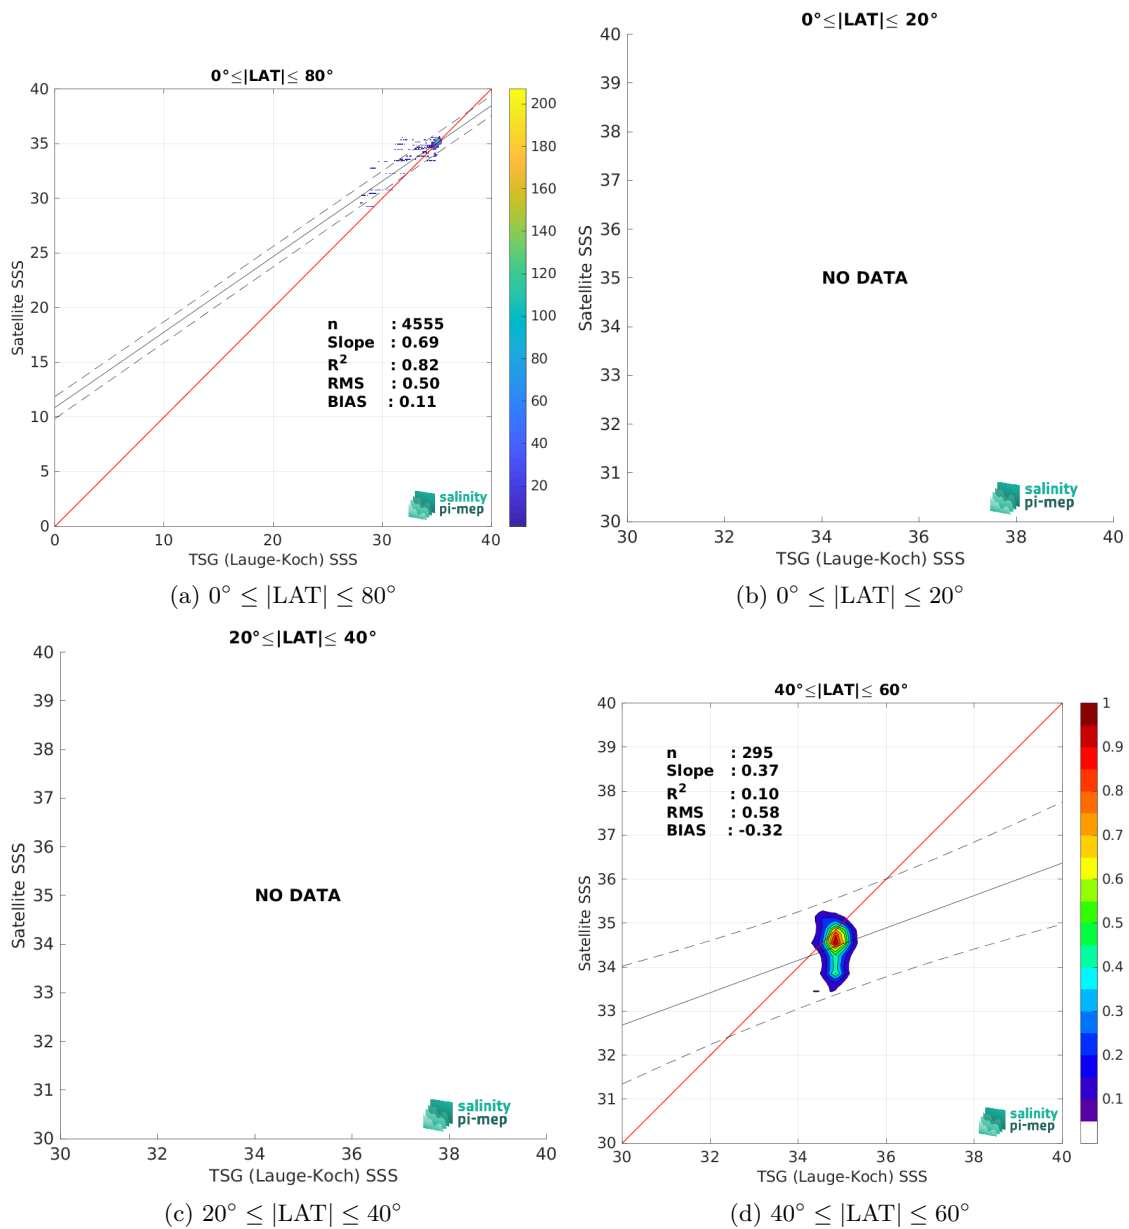 0°≤|LAT|≤ 80°
40
35
30
25
20
15
10
5
0
0
10
20
30
40
Satellite SSS
TSG (Lauge-Koch) SSS
n : 4555
Slope : 0.69
R2 : 0.82
RMS : 0.50
BIAS : 0.11
200
180
160
140
120
100
80
60
40
20
salinity
pi-mep
(a) 0° ≤ |LAT| ≤ 80°
0°≤|LAT|≤ 20°
40
39
38
37
36
35
34
33
32
31
30
30
32
34
36
38
40
Satellite SSS
NO DATA
TSG (Lauge-Koch) SSS
salinity
pi-mep
(b) 0° ≤ |LAT| ≤ 20°
20°≤|LAT|≤ 40°
40
39
38
37
36
35
34
33
32
31
30
30
32
34
36
38
40
Satellite SSS
NO DATA
TSG (Lauge-Koch) SSS
salinity
pi-mep
(c) 20° ≤ |LAT| ≤ 40°
40°≤|LAT|≤ 60°
40
39
38
37
36
35
34
33
32
31
30
30
32
34
36
38
40
Satellite SSS
TSG (Lauge-Koch) SSS
n : 295
Slope : 0.37
R2 : 0.10
RMS : 0.58
BIAS : -0.32
1
0.9
0.8
0.7
0.6
0.5
0.4
0.3
0.2
0.1
salinity
pi-mep
(d) 40° ≤ |LAT| ≤ 60°